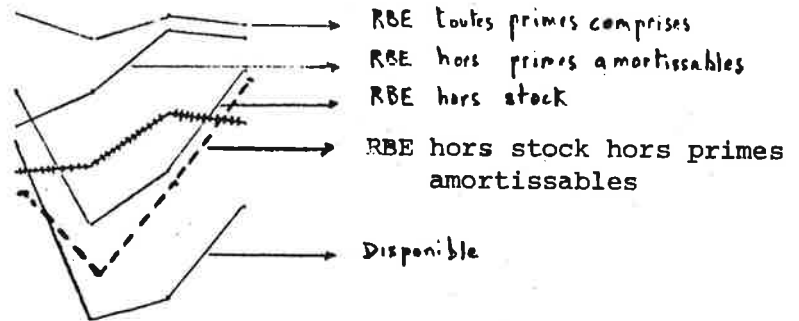 RBE toutes primes comprises
RBE hors primes amortissables
RBE hors stock
RBE hors stock hors primes
amortissables
Disponible